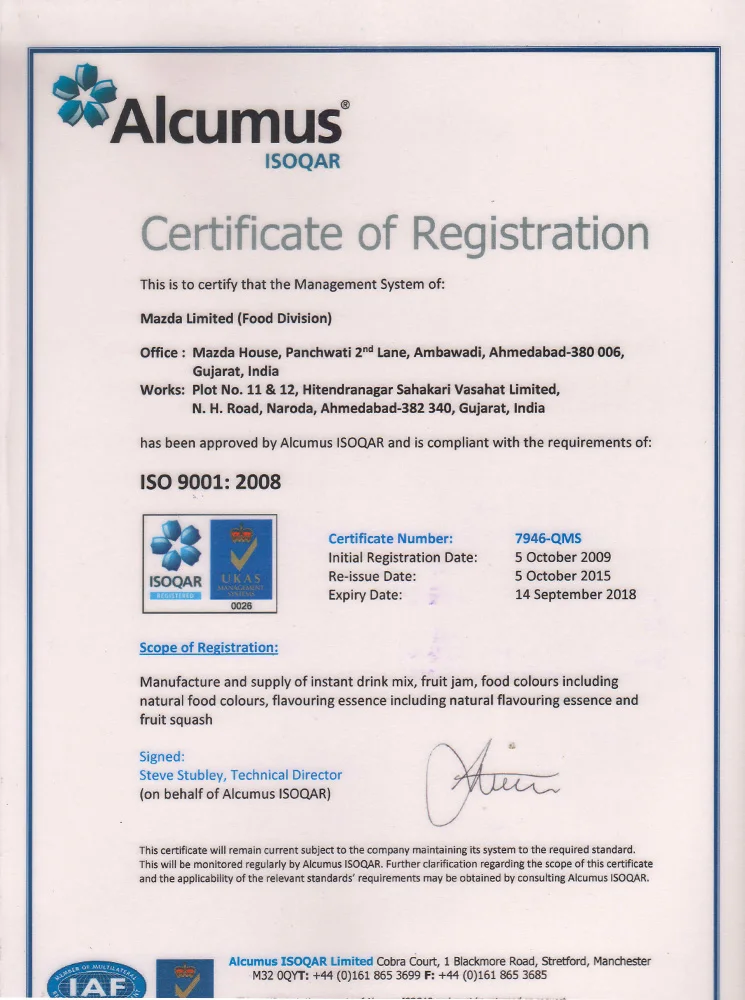 Alcumus®
ISOQAR
Certificate of Registration
This is to certify that the Management System of:
Mazda Limited (Food Division)
Office : Mazda House, Panchwati 2nd Lane, Ambawadi, Ahmedabad-380 006,
Gujarat, India
Works: Plot No. 11 & 12, Hitendranagar Sahakari Vasahat Limited,
N. H. Road, Naroda, Ahmedabad-382 340, Gujarat, India
has been approved by Alcumus ISOQAR and is compliant with the requirements of:
ISO 9001: 2008
ISOQAR
REGISTERED
UKAS
MANAGEMENT
SYSTEMS
0026
Certificate Number: 7946-QMS
Initial Registration Date: 5 October 2009
Re-issue Date: 5 October 2015
Expiry Date: 14 September 2018
Scope of Registration:
Manufacture and supply of instant drink mix, fruit jam, food colours including
natural food colours, flavouring essence including natural flavouring essence and
fruit squash
Signed:
Steve Stubley, Technical Director
(on behalf of Alcumus ISOQAR)
This certificate will remain current subject to the company maintaining its system to the required standard.
This will be monitored regularly by Alcumus ISOQAR. Further clarification regarding the scope of this certificate
and the applicability of the relevant standards' requirements may be obtained by consulting Alcumus ISOQAR.
MEMBER OF MULTILATERAL
IAF
Alcumus ISOQAR Limited Cobra Court, 1 Blackmore Road, Stretford, Manchester
M32 0QYT: +44 (0)161 865 3699 F: +44 (0)161 865 3685